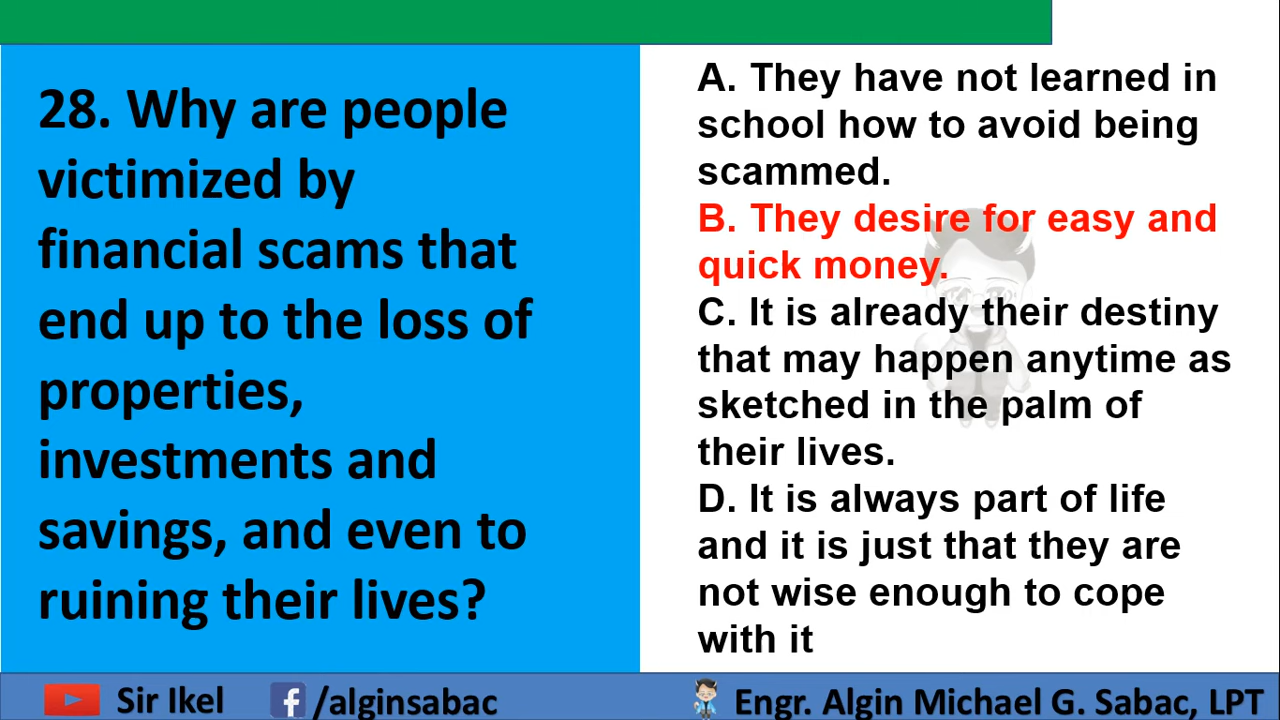 28. Why are people
victimized by
financial scams that
end up to the loss of
properties,
investments and
savings, and even to
ruining their lives?
A. They have not learned in
school how to avoid being
scammed.
B. They desire for easy and
quick money.
C. It is already their destiny
that may happen anytime as
sketched in the palm of
their lives.
D. It is always part of life
and it is just that they are
not wise enough to cope
with it
Sir Ikel
/alginsabac
Engr. Algin Michael G. Sabac, LPT